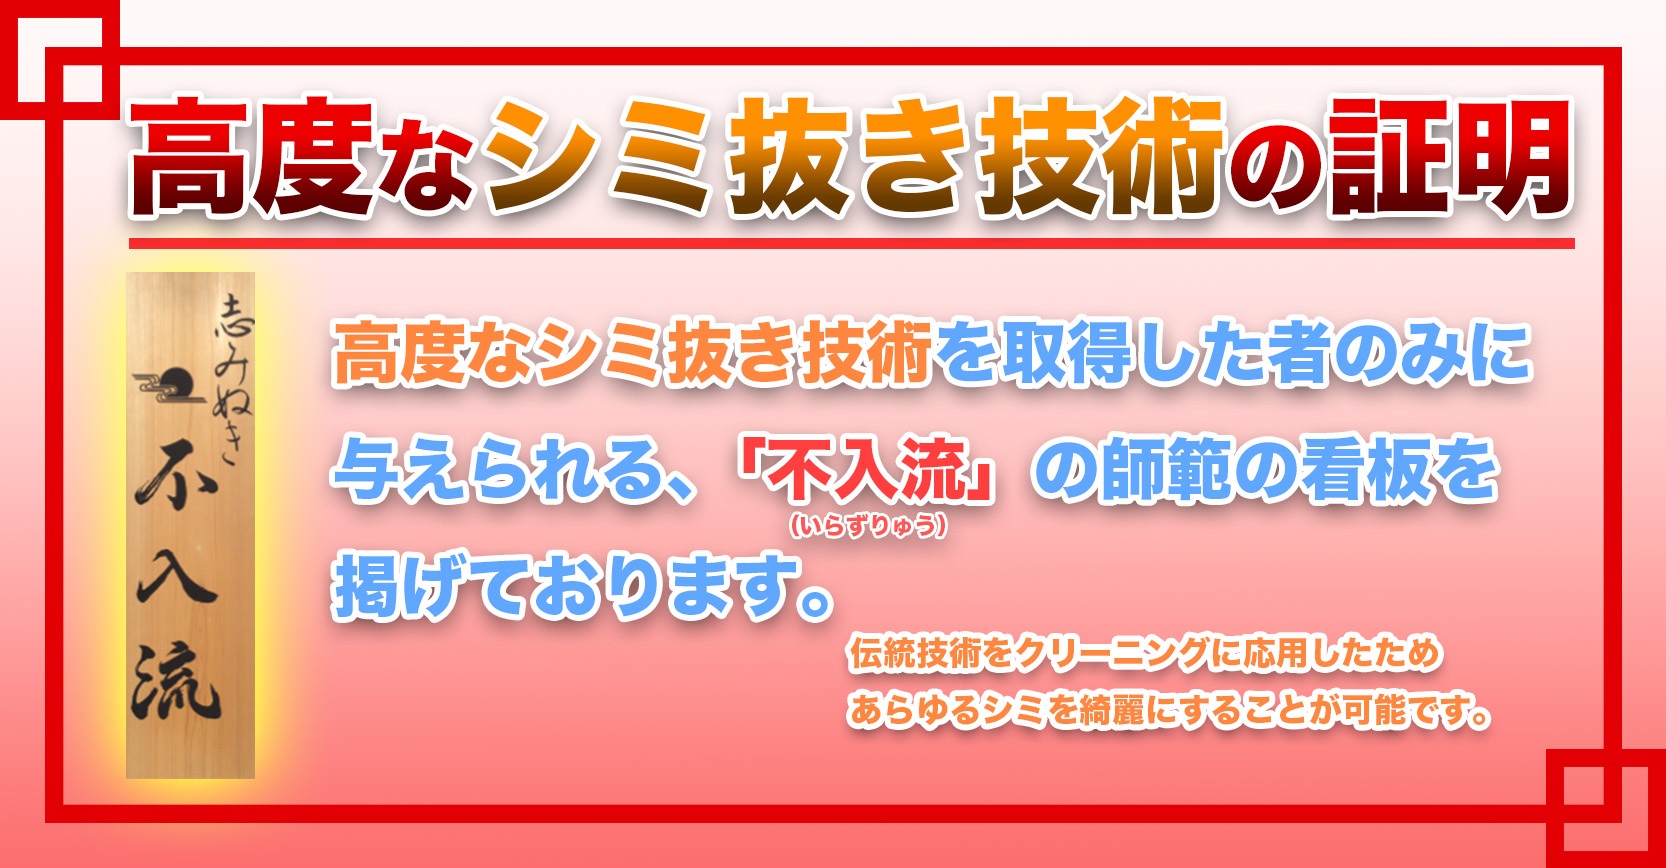 高度なシミ抜き技術の証明
志みぬき
不入流
高度なシミ抜き技術を取得した者のみに
与えられる、「不入流」の師範の看板を
(いらずりゅう)
掲げております。
伝統技術をクリーニングに応用したため
あらゆるシミを綺麗にすることが可能です。